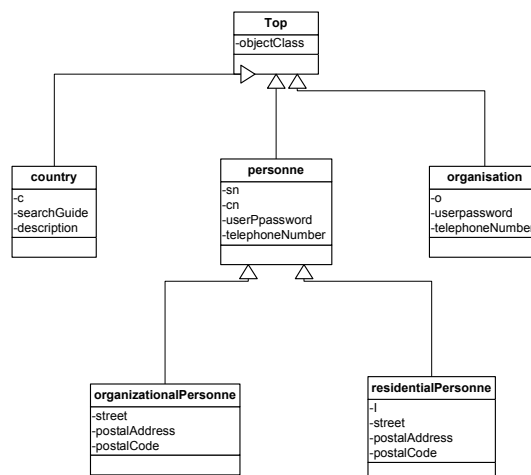 Top
-objectClass
country
-c
-searchGuide
-description
personne
-sn
-cn
-userPpassword
-telephoneNumber
organisation
-o
-userpassword
-telephoneNumber
organizationalPersonne
-street
-postalAddress
-postalCode
residentialPersonne
-l
-street
-postalAddress
-postalCode